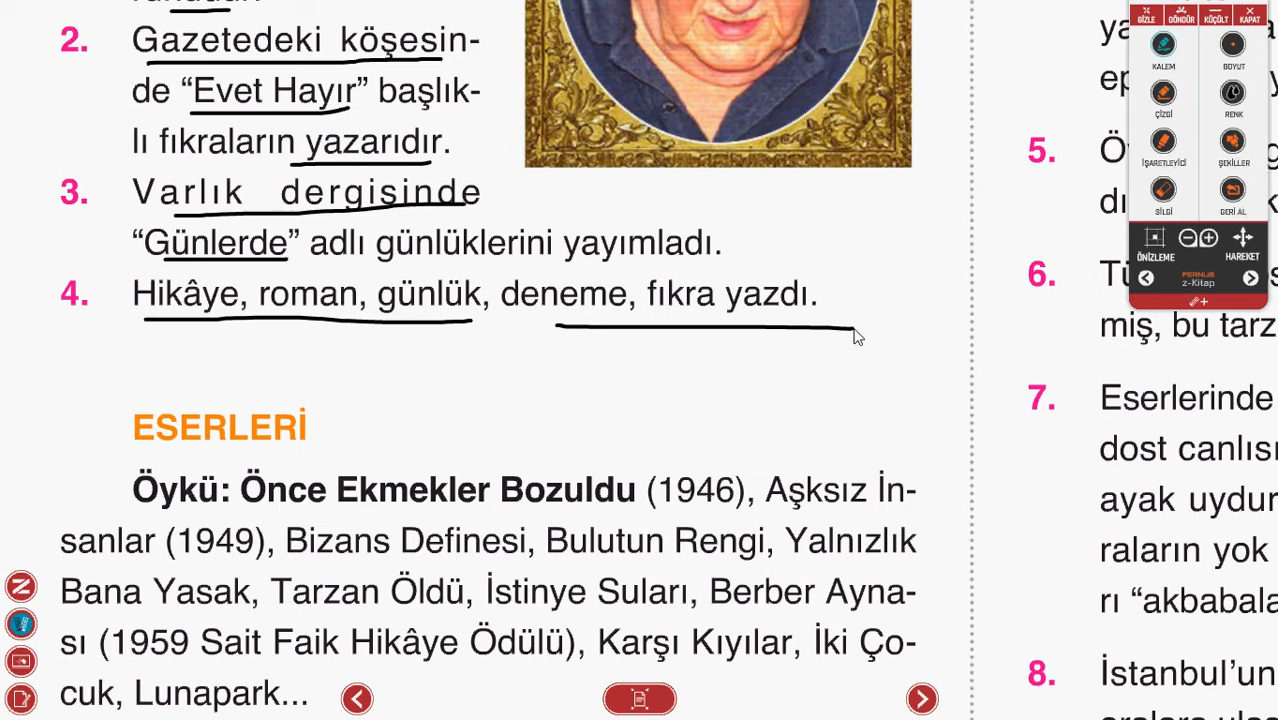 2. Gazetedeki köşesin-
de “Evet Hayır” başlık-
lı fıkraların yazarıdır.
3. Varlık dergisinde
“Günlerde” adlı günlüklerini yayımladı.
4. Hikâye, roman, günlük, deneme, fıkra yazdı.
ESERLERİ
Öykü: Önce Ekmekler Bozuldu (1946), Aşksız İn-
sanlar (1949), Bizans Definesi, Bulutun Rengi, Yalnızlık
Bana Yasak, Tarzan Öldü, İstinye Suları, Berber Ayna-
sı (1959 Sait Faik Hikâye Ödülü), Karşı Kıyılar, İki Ço-
cuk, Lunapark...
5.
6.
miş, bu tarz
7. Eserlerinde
dost canlısı
ayak uydur
raların yok
rı “akbabala
8. İstanbul’un
GİZLE DÖNDÜR KÜÇÜLT KAPAT
KALEM BOYUT
ÇİZGİ RENK
İŞARETLEYİCİ ŞEKİLLER
SİLGİ GERİ AL
ÖNİZLEME HAREKET
FERNUS
z-Kitap